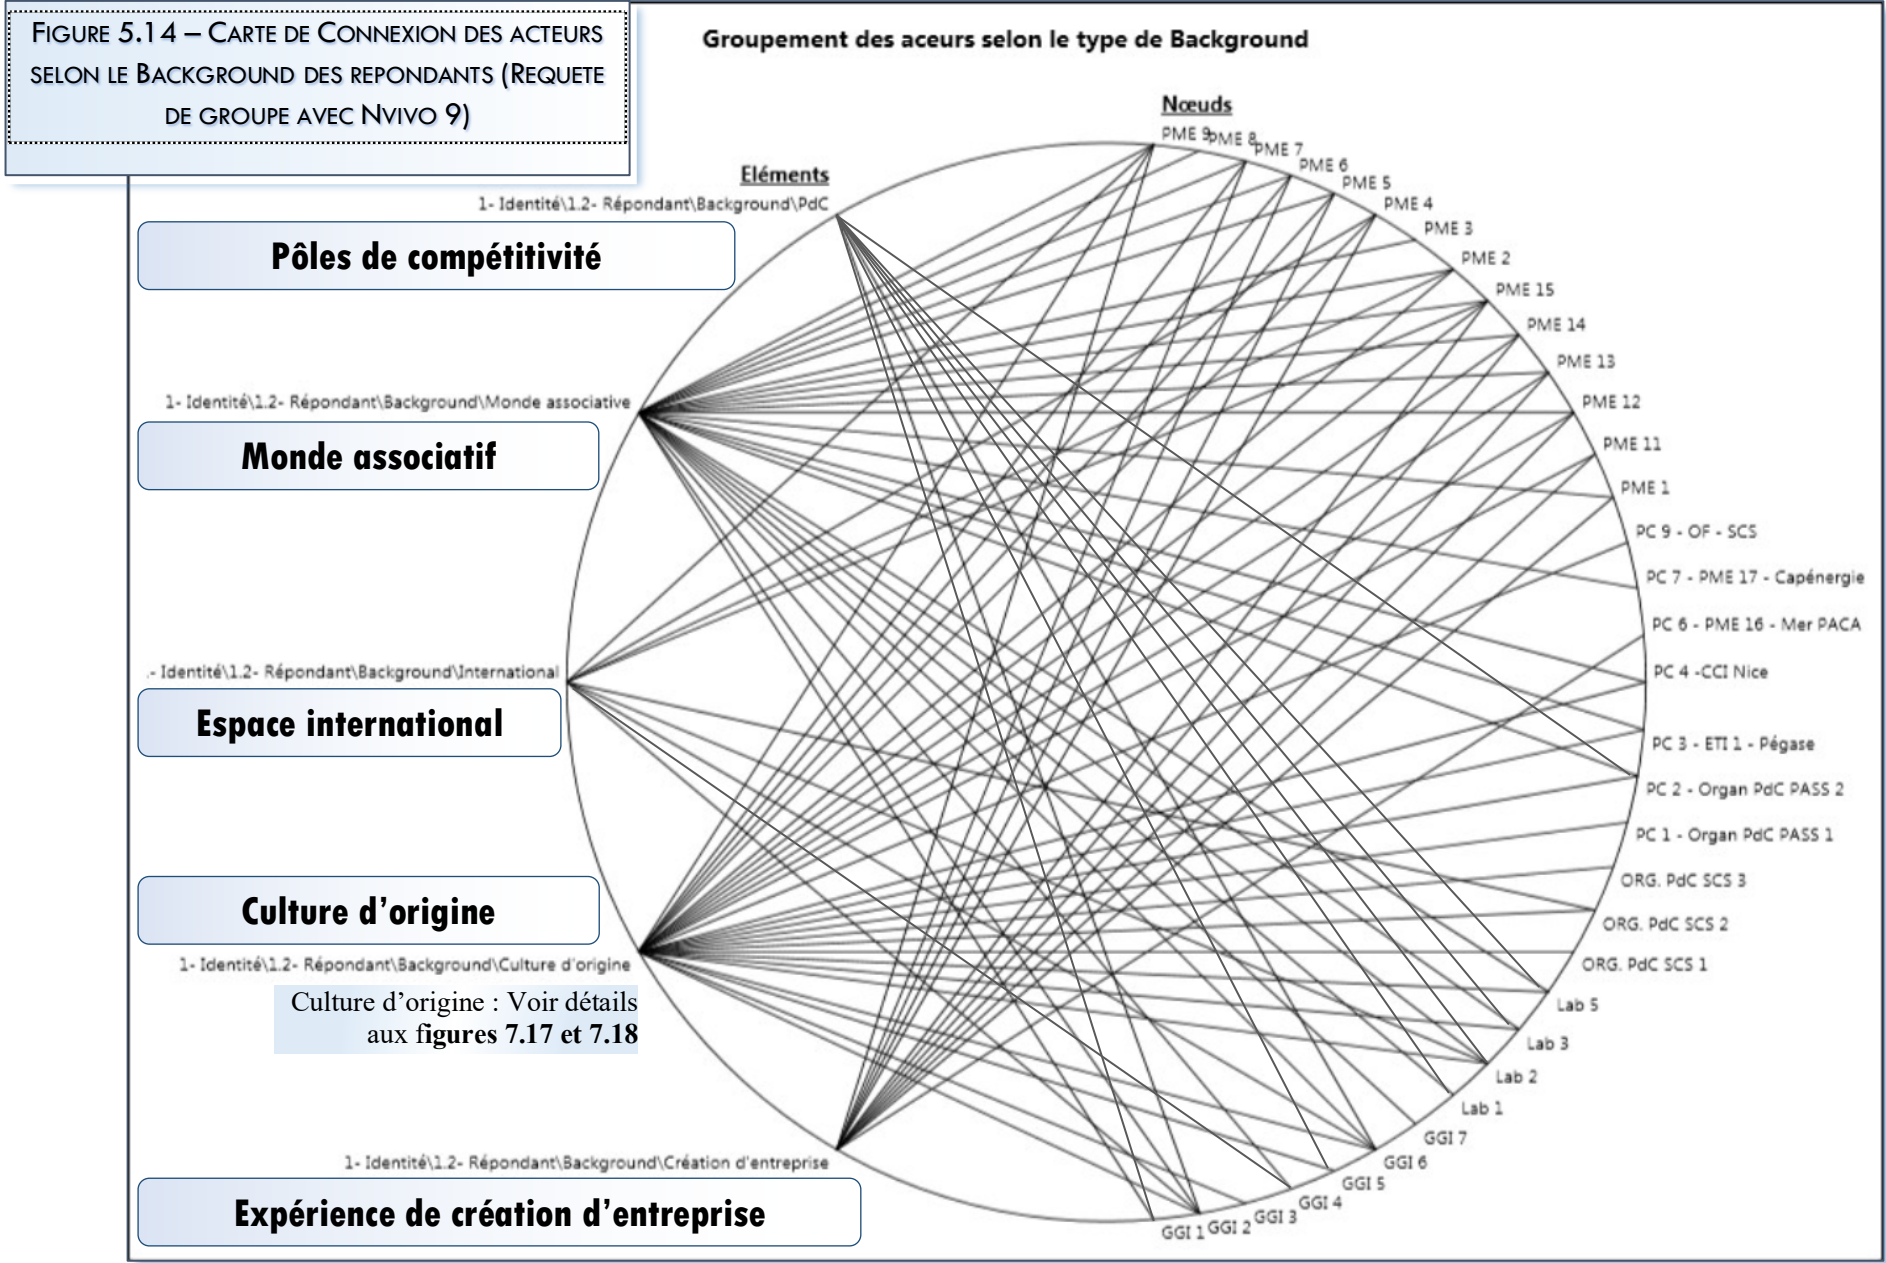 FIGURE 5.14 – CARTE DE CONNEXION DES ACTEURS
SELON LE BACKGROUND DES REPONDANTS (REQUETE
DE GROUPE AVEC NVIVO 9)
Groupement des aceurs selon le type de Background
Nœuds
Eléments
1- Identité\1.2- Répondant\Background\PdC
Pôles de compétitivité
1- Identité\1.2- Répondant\Background\Monde associative
Monde associatif
.- Identité\1.2- Répondant\Background\International
Espace international
Culture d’origine
1- Identité\1.2- Répondant\Background\Culture d'origine
Culture d’origine : Voir détails
aux figures 7.17 et 7.18
1- Identité\1.2- Répondant\Background\Création d'entreprise
Expérience de création d’entreprise
PME 9
PME 8
PME 7
PME 6
PME 5
PME 4
PME 3
PME 2
PME 15
PME 14
PME 13
PME 12
PME 11
PME 1
PC 9 - OF - SCS
PC 7 - PME 17 - Capénergie
PC 6 - PME 16 - Mer PACA
PC 4 -CCI Nice
PC 3 - ETI 1 - Pégase
PC 2 - Organ PdC PASS 2
PC 1 - Organ PdC PASS 1
ORG. PdC SCS 3
ORG. PdC SCS 2
ORG. PdC SCS 1
Lab 5
Lab 3
Lab 2
Lab 1
GGI 7
GGI 6
GGI 5
GGI 4
GGI 3
GGI 2
GGI 1